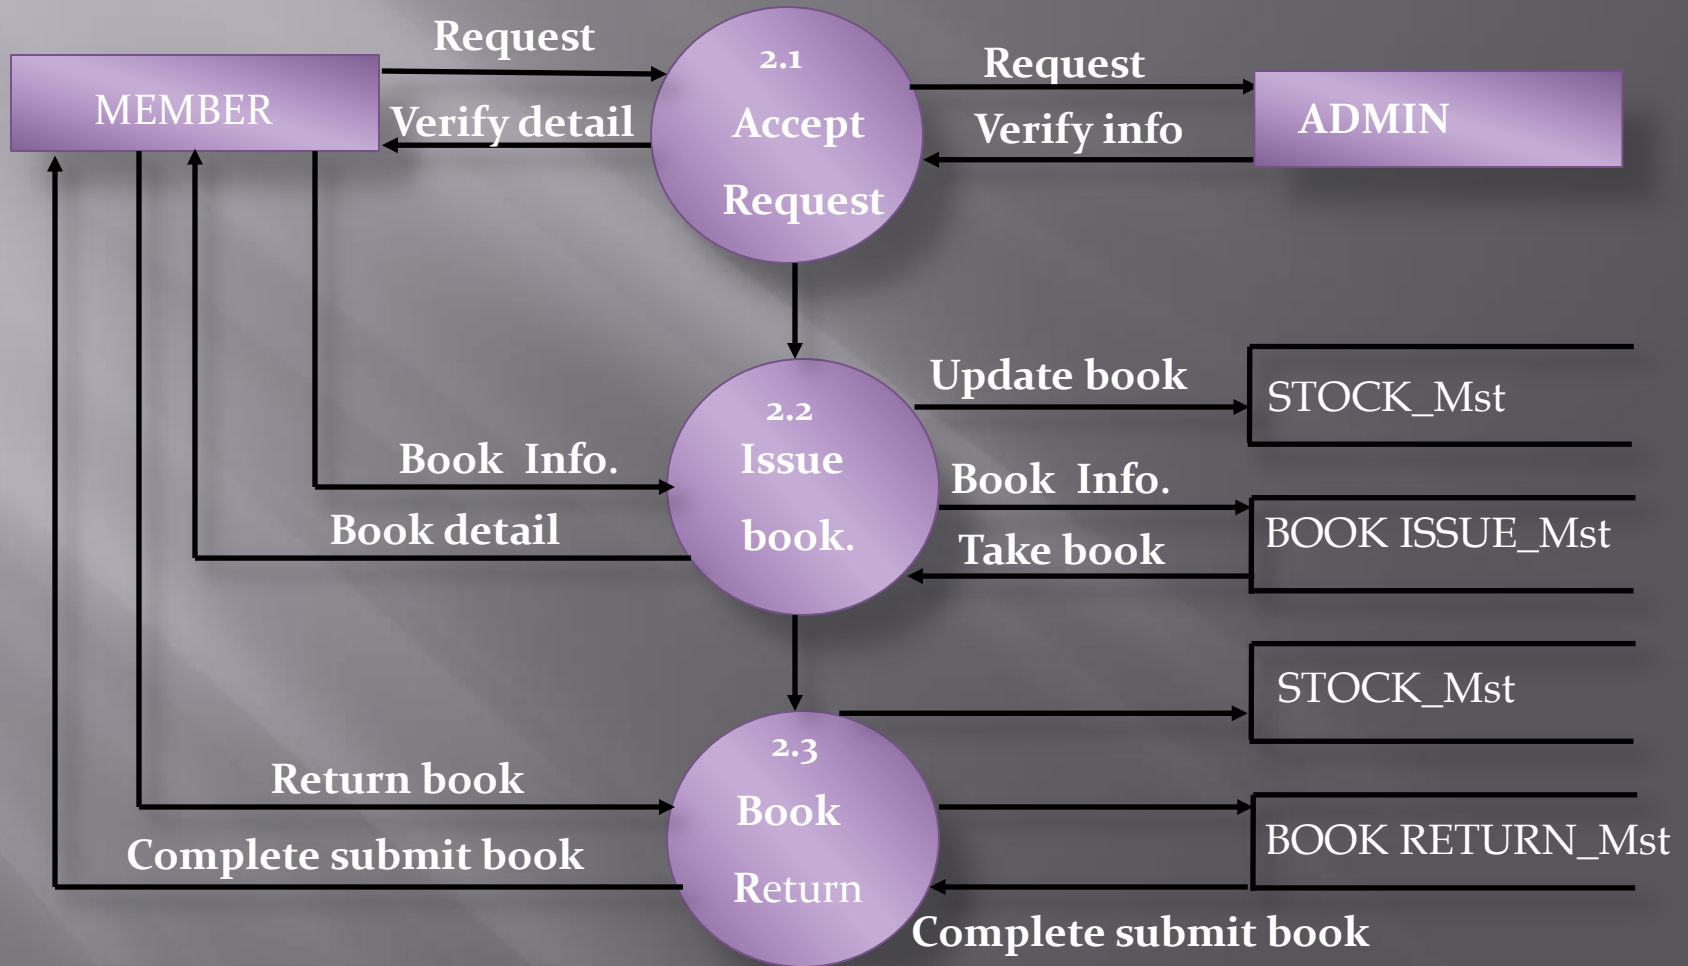 Request
2.1
Request
MEMBER
Verify detail
Accept
Verify info
ADMIN
Request
Update book
STOCK_Mst
2.2
Book Info.
Issue
Book Info.
Book detail
book.
Take book
BOOK ISSUE_Mst
STOCK_Mst
2.3
Return book
Book
BOOK RETURN_Mst
Complete submit book
Return
Complete submit book